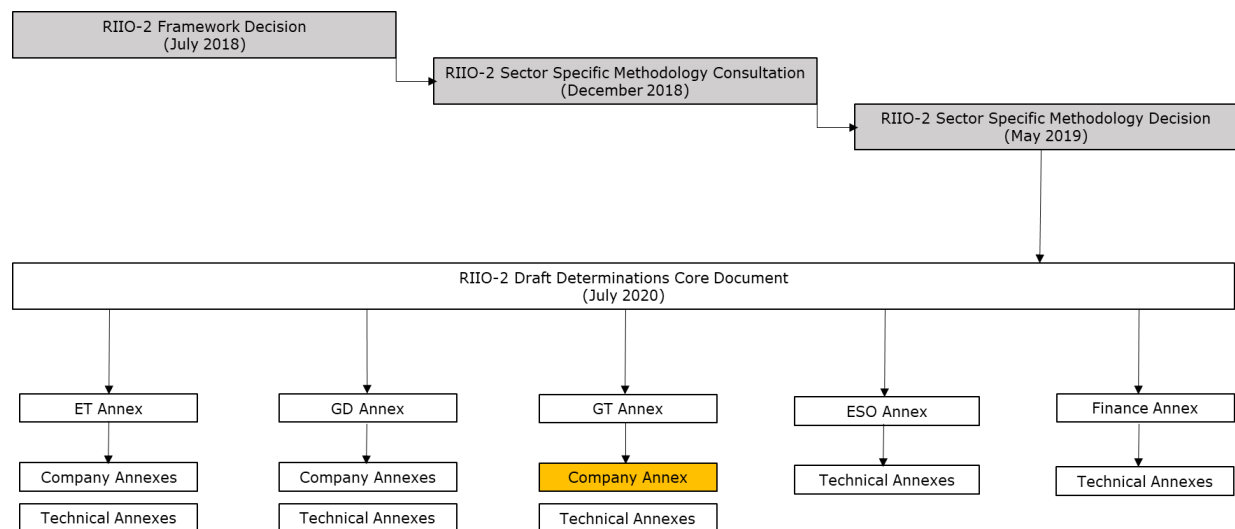 RIIO-2 Framework Decision
(July 2018)
RIIO-2 Sector Specific Methodology Consultation
(December 2018)
RIIO-2 Sector Specific Methodology Decision
(May 2019)
RIIO-2 Draft Determinations Core Document
(July 2020)
ET Annex
GD Annex
GT Annex
ESO Annex
Finance Annex
Company Annexes
Company Annexes
Company Annex
Technical Annexes
Technical Annexes
Technical Annexes
Technical Annexes
Technical Annexes